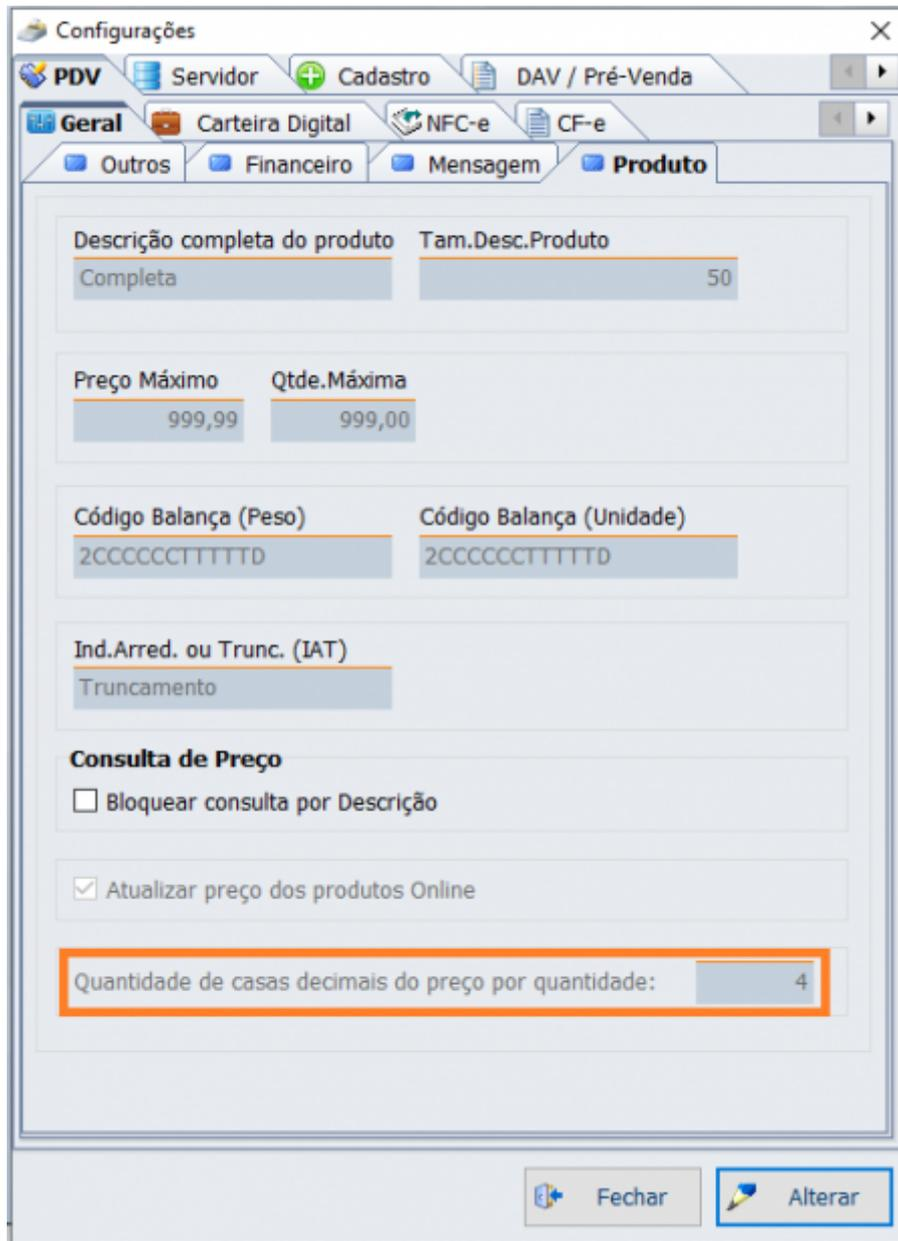 Configurações
PDV Servidor Cadastro DAV / Pré-Venda
Geral Carteira Digital NFC-e CF-e
Outros Financeiro Mensagem Produto
Descrição completa do produto Tam.Desc.Produto
Completa 50
Preço Máximo Qtde.Máxima
999,99 999,00
Código Balança (Peso) Código Balança (Unidade)
2CCCCCCTTTTTD 2CCCCCCTTTTTD
Ind.Arred. ou Trunc. (IAT)
Truncamento
Consulta de Preço
Bloquear consulta por Descrição
Atualizar preço dos produtos Online
Quantidade de casas decimais do preço por quantidade: 4
Fechar Alterar